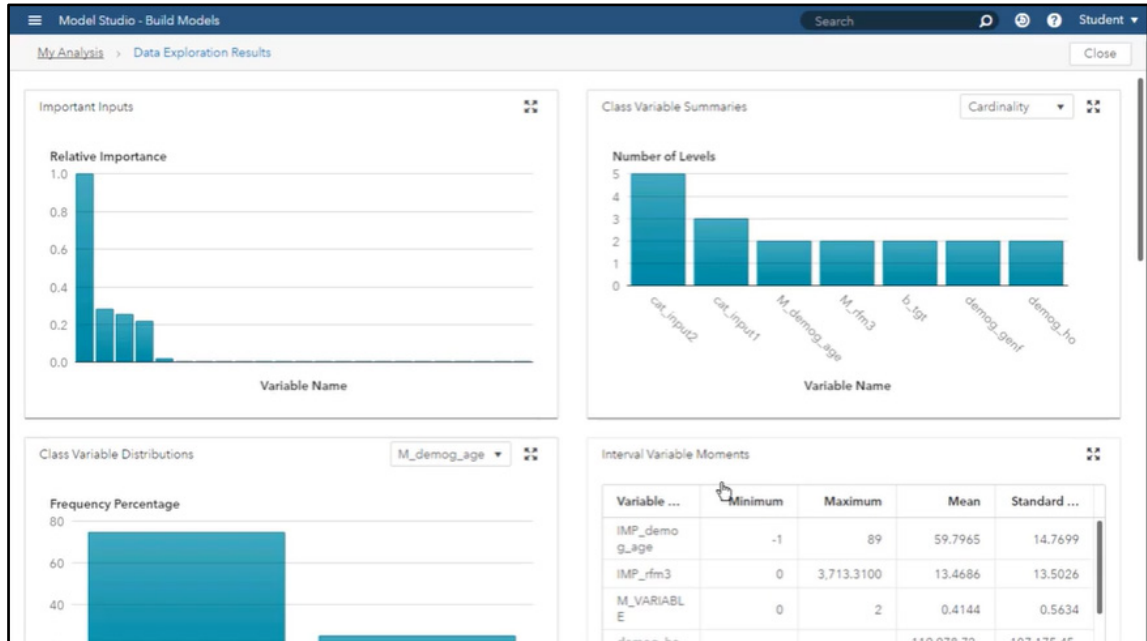 Model Studio - Build Models
Search
Student
My Analysis > Data Exploration Results
Close
Important Inputs
Relative Importance
1.0
0.8
0.6
0.4
0.2
0.0
Variable Name
Class Variable Summaries
Cardinality
Number of Levels
5
4
3
2
1
0
cat_input2
cat_input1
M_demog_age
M_rfm3
b_tgt
demog_genf
demog_ho
Variable Name
Class Variable Distributions
M_demog_age
Frequency Percentage
80
60
40
Interval Variable Moments
Variable ... Minimum Maximum Mean Standard ...
IMP_demo
g_age -1 89 59.7965 14.7699
IMP_rfm3 0 3,713.3100 13.4686 13.5026
M_VARIABL
E 0 2 0.4144 0.5634